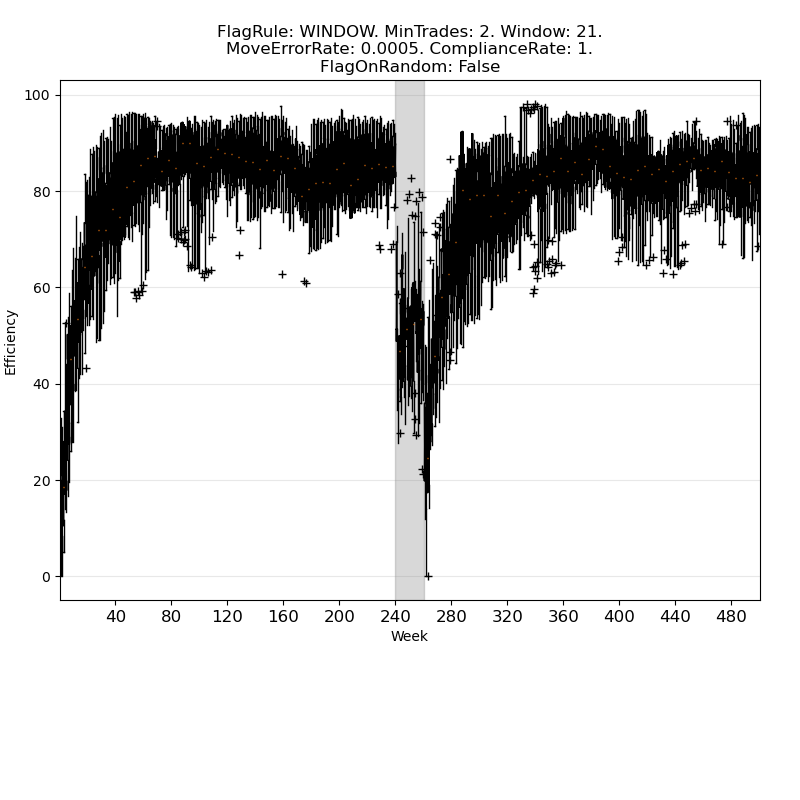 FlagRule: WINDOW. MinTrades: 2. Window: 21.
MoveErrorRate: 0.0005. ComplianceRate: 1.
FlagOnRandom: False
100
80
60
40
20
0
Efficiency
40 80 120 160 200 240 280 320 360 400 440 480
Week